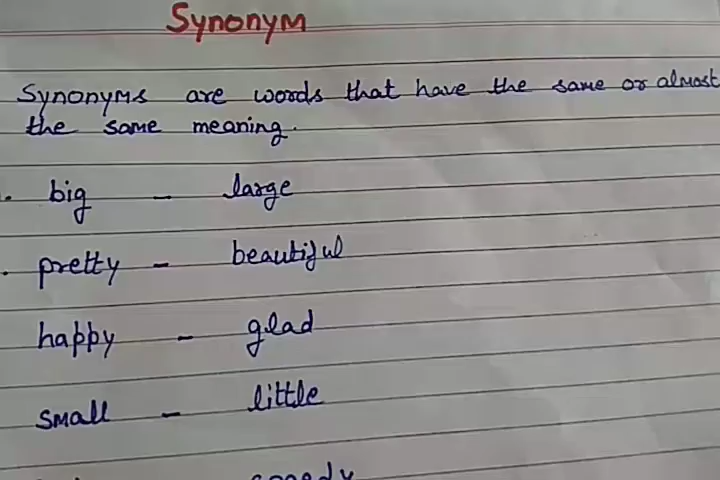 Synonym
Synonyms are words that have the same or almost
the same meaning.
. big - large
. pretty - beautiful
happy - glad
small - little
speedy